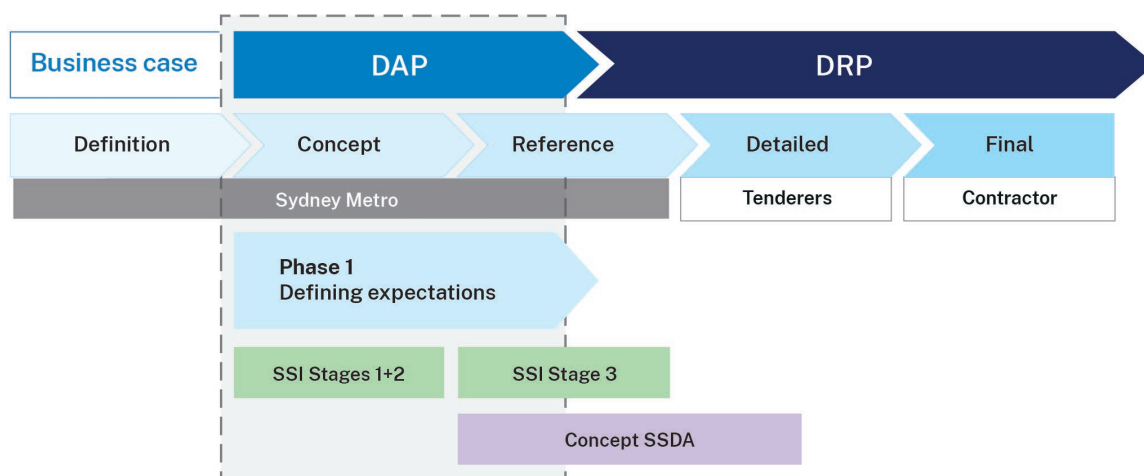 Business case
DAP
DRP
Definition
Concept
Reference
Detailed
Final
Sydney Metro
Tenderers
Contractor
Phase 1
Defining expectations
SSI Stages 1+2
SSI Stage 3
Concept SSDA